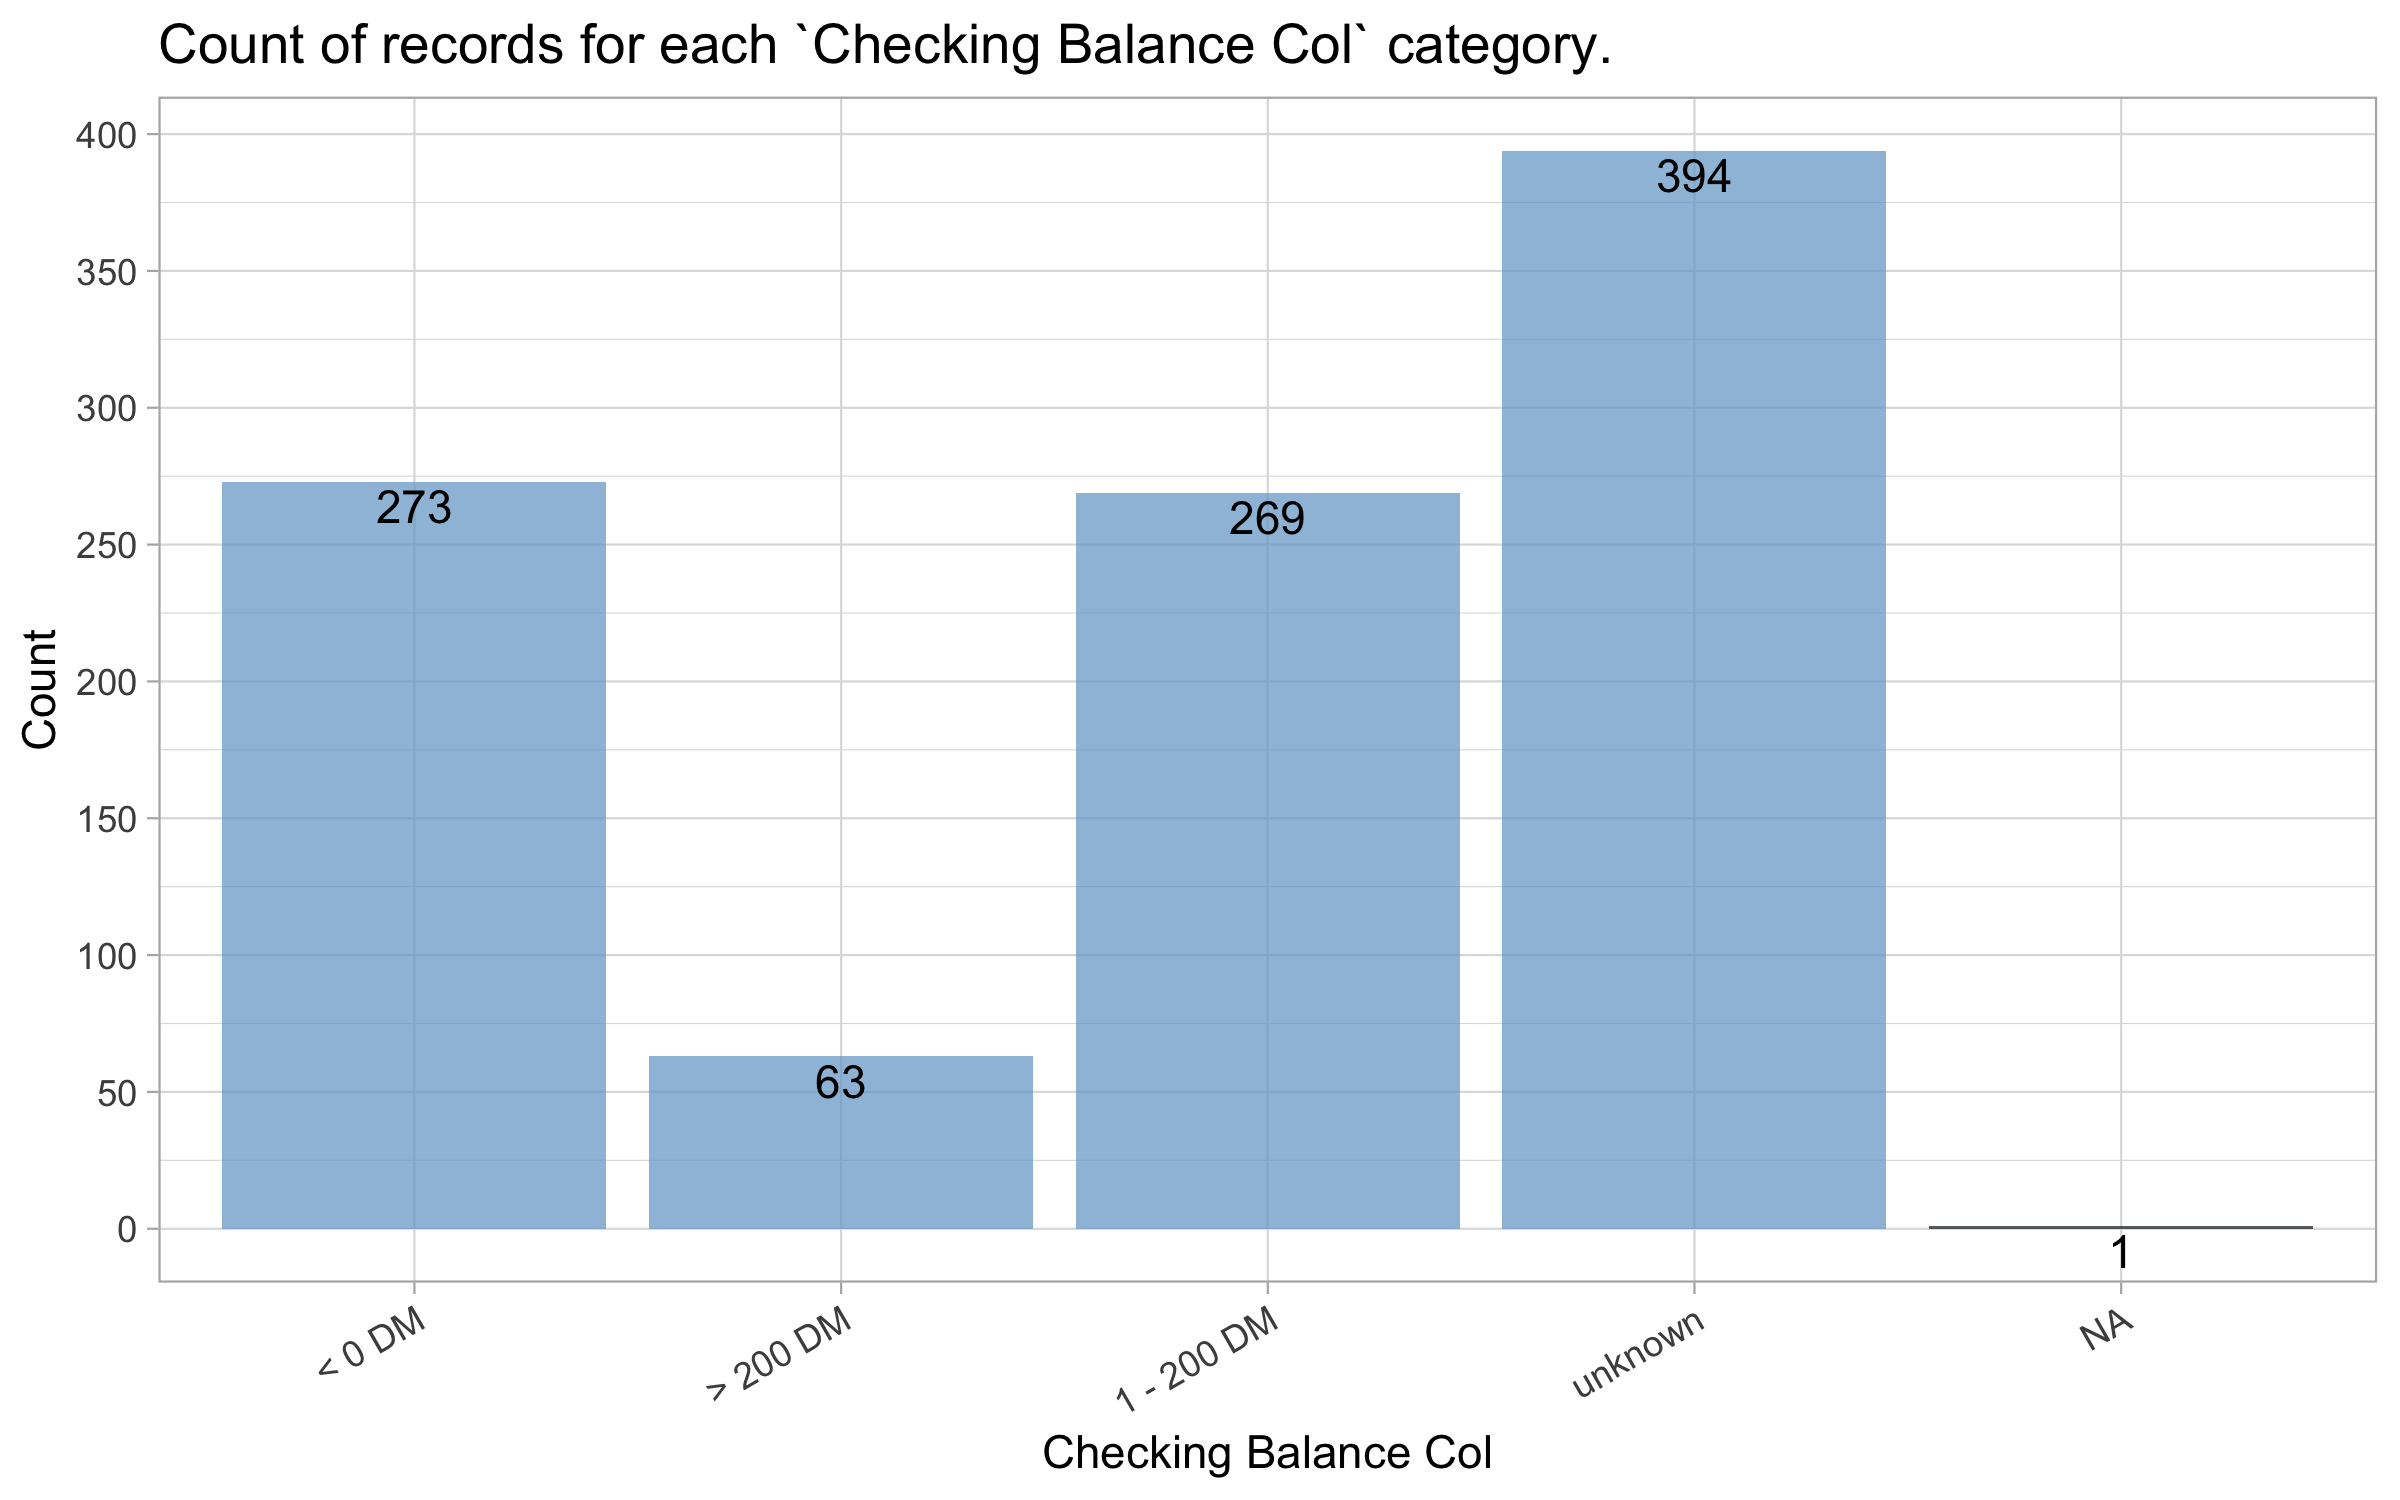 Count of records for each `Checking Balance Col` category.
400
350
300
250
200
150
100
50
0
Count
273
63
269
394
1
< 0 DM
> 200 DM
1 - 200 DM
unknown
NA
Checking Balance Col